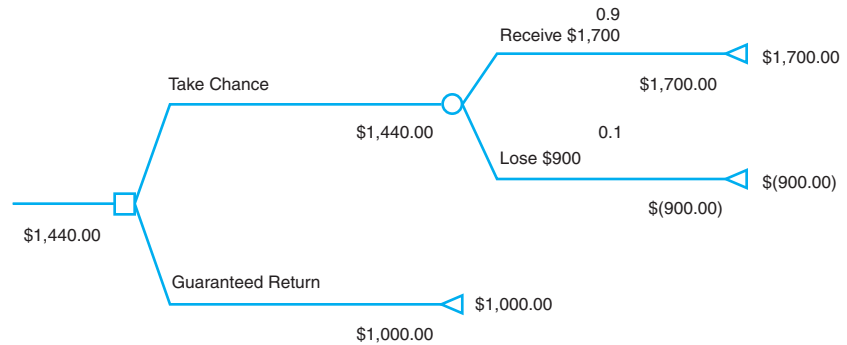 0.9
Receive $1,700
$1,700.00
$1,700.00
Take Chance
$1,440.00
0.1
Lose $900
$(900.00)
$(900.00)
$1,440.00
Guaranteed Return
$1,000.00
$1,000.00